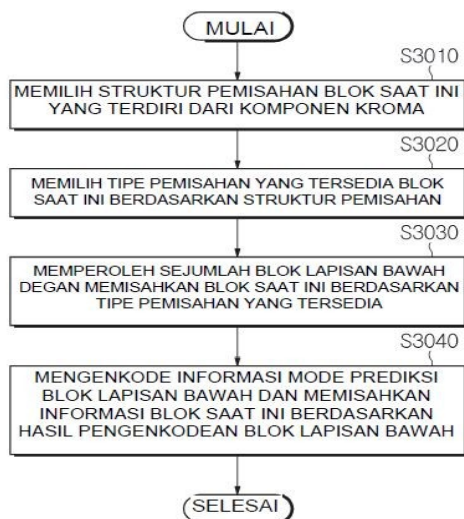 MULAI
S3010
MEMILIH STRUKTUR PEMISAHAN BLOK SAAT INI
YANG TERDIRI DARI KOMPONEN KROMA
S3020
MEMILIH TIPE PEMISAHAN YANG TERSEDIA BLOK
SAAT INI BERDASARKAN STRUKTUR PEMISAHAN
S3030
MEMPEROLEH SEJUMLAH BLOK LAPISAN BAWAH
DEGAN MEMISAHKAN BLOK SAAT INI BERDASARKAN
TIPE PEMISAHAN YANG TERSEDIA
S3040
MENGENKODE INFORMASI MODE PREDIKSI
BLOK LAPISAN BAWAH DAN MEMISAHKAN
INFORMASI BLOK SAAT INI BERDASARKAN
HASIL PENGENKODEAN BLOK LAPISAN BAWAH
SELESAI